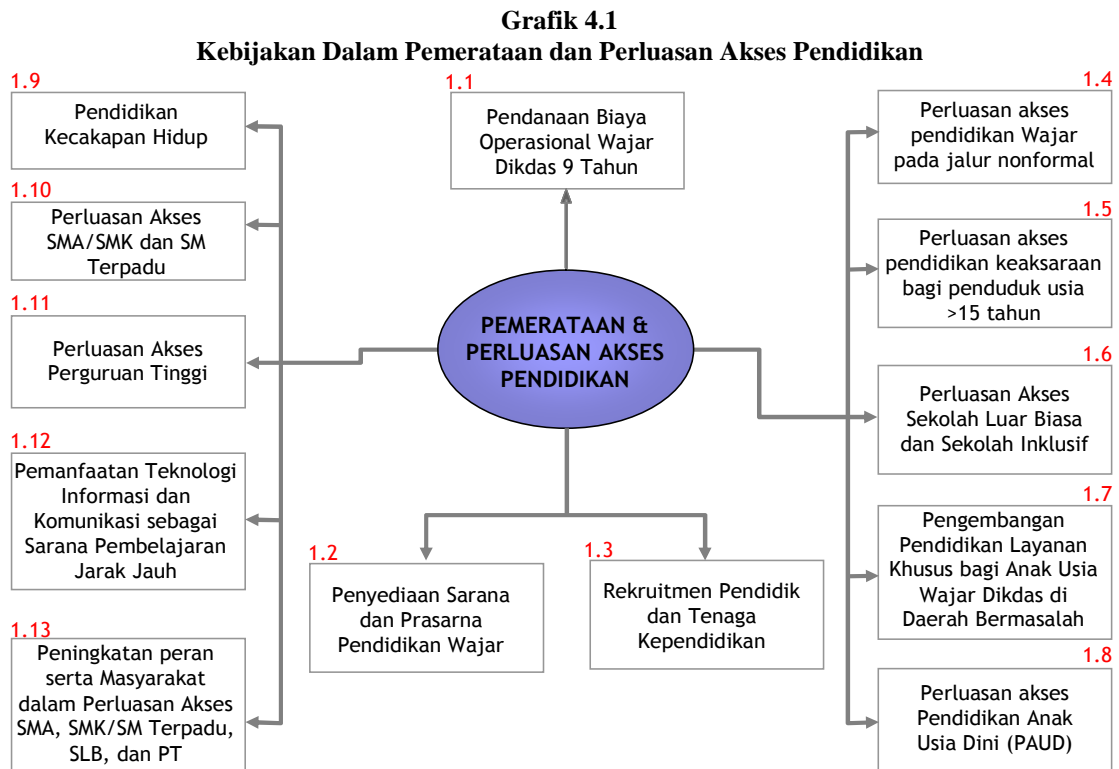 Grafik 4.1
Kebijakan Dalam Pemerataan dan Perluasan Akses Pendidikan
1.9
Pendidikan
Kecakapan Hidup
1.10
Perluasan Akses
SMA/SMK dan SM
Terpadu
1.11
Perluasan Akses
Perguruan Tinggi
1.12
Pemanfaatan Teknologi
Informasi dan
Komunikasi sebagai
Sarana Pembelajaran
Jarak Jauh
1.13
Peningkatan peran
serta Masyarakat
dalam Perluasan Akses
SMA, SMK/SM Terpadu,
SLB, dan PT
1.1
Pendanaan Biaya
Operasional Wajar
Dikdas 9 Tahun
PEMERATAAN &
PERLUASAN AKSES
PENDIDIKAN
1.2
Penyediaan Sarana
dan Prasarna
Pendidikan Wajar
1.3
Rekruitmen Pendidik
dan Tenaga
Kependidikan
1.4
Perluasan akses
pendidikan Wajar
pada jalur nonformal
1.5
Perluasan akses
pendidikan keaksaraan
bagi penduduk usia
>15 tahun
1.6
Perluasan Akses
Sekolah Luar Biasa
dan Sekolah Inklusif
1.7
Pengembangan
Pendidikan Layanan
Khusus bagi Anak Usia
Wajar Dikdas di
Daerah Bermasalah
1.8
Perluasan akses
Pendidikan Anak
Usia Dini (PAUD)